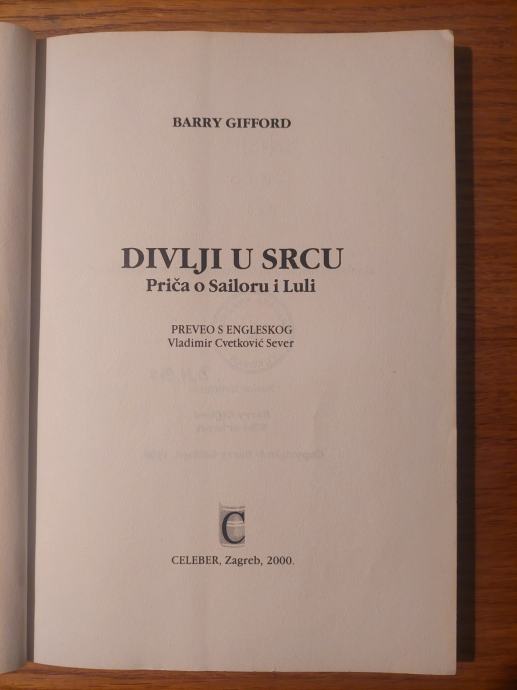 BARRY GIFFORD
DIVLJI U SRCU
Priča o Sailoru i Luli
PREVEO S ENGLESKOG
Vladimir Cvetković Sever
C
CELEBER, Zagreb, 2000.